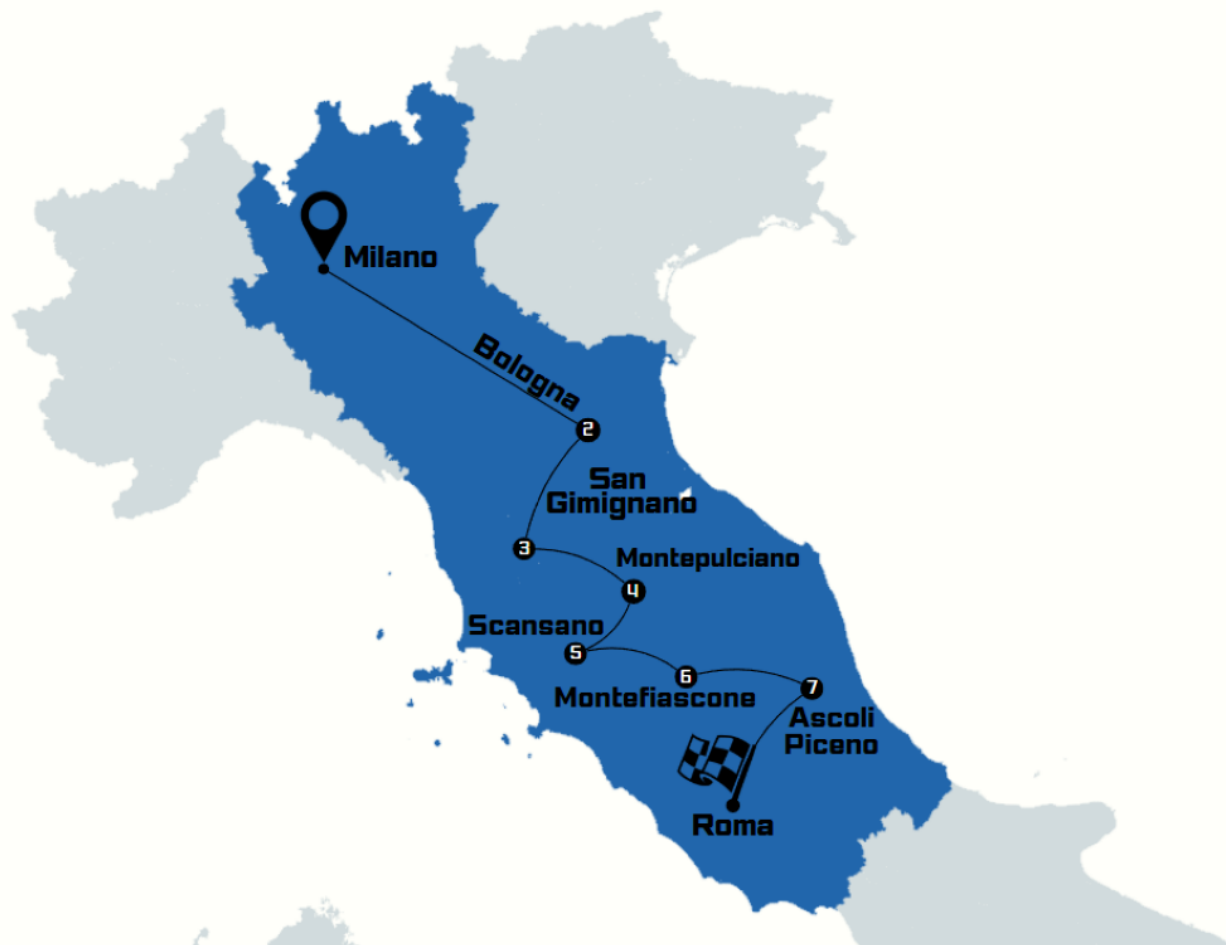 Milano
Bologna
2
San
Gimignano
3
Montepulciano
4
Scansano
5
6
Montefiascone
7
Ascoli
Piceno
Roma